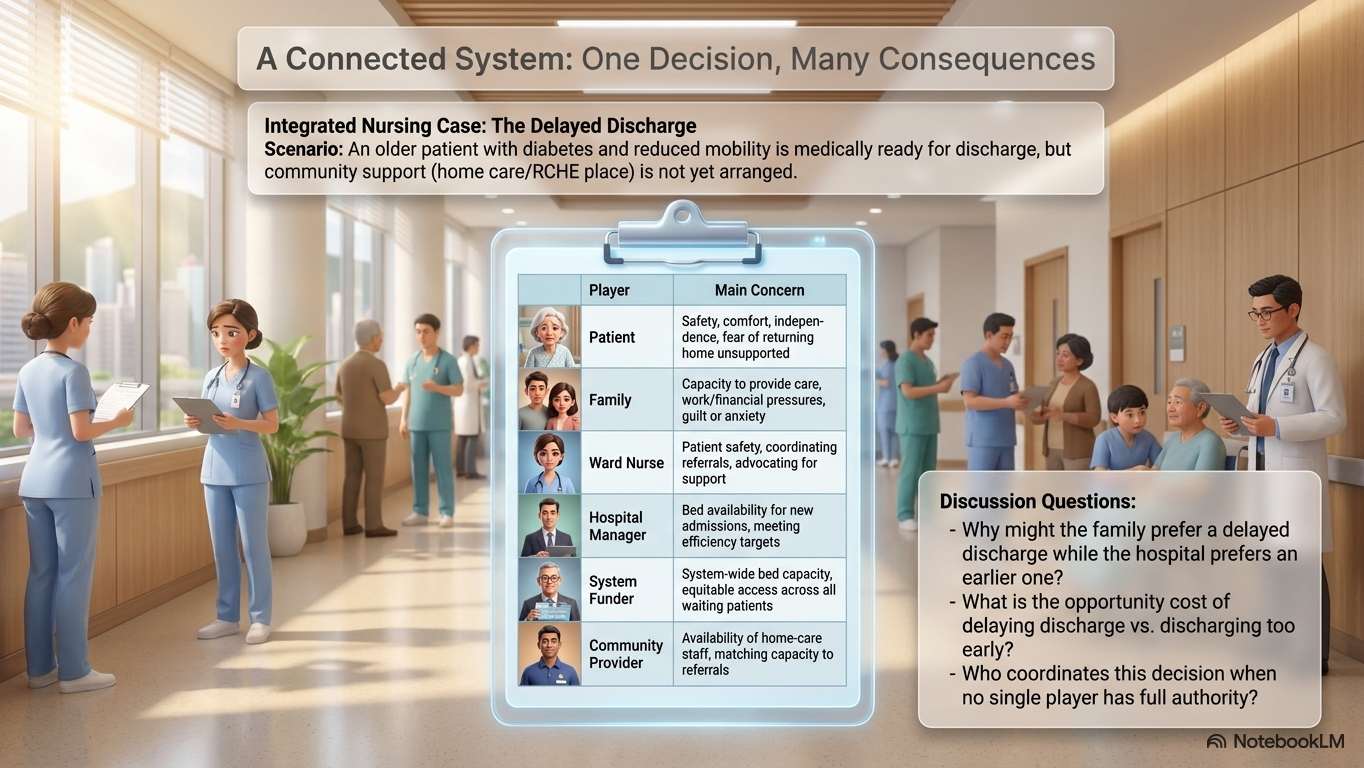 A Connected System: One Decision, Many Consequences
Integrated Nursing Case: The Delayed Discharge
Scenario: An older patient with diabetes and reduced mobility is medically ready for discharge, but
community support (home care/RCHE place) is not yet arranged.
Player
Main Concern
Patient
Safety, comfort, indepen-
dence, fear of returning
home unsupported
Family
Capacity to provide care,
work/financial pressures,
guilt or anxiety
Ward Nurse
Patient safety, coordinating
referrals, advocating for
support
Hospital
Manager
Bed availability for new
admissions, meeting
efficiency targets
System
Funder
System-wide bed capacity,
equitable access across all
waiting patients
Community
Provider
Availability of home-care
staff, matching capacity to
referrals
Discussion Questions:
- Why might the family prefer a delayed
discharge while the hospital prefers an
earlier one?
- What is the opportunity cost of
delaying discharge vs. discharging too
early?
- Who coordinates this decision when
no single player has full authority?
NotebookLM